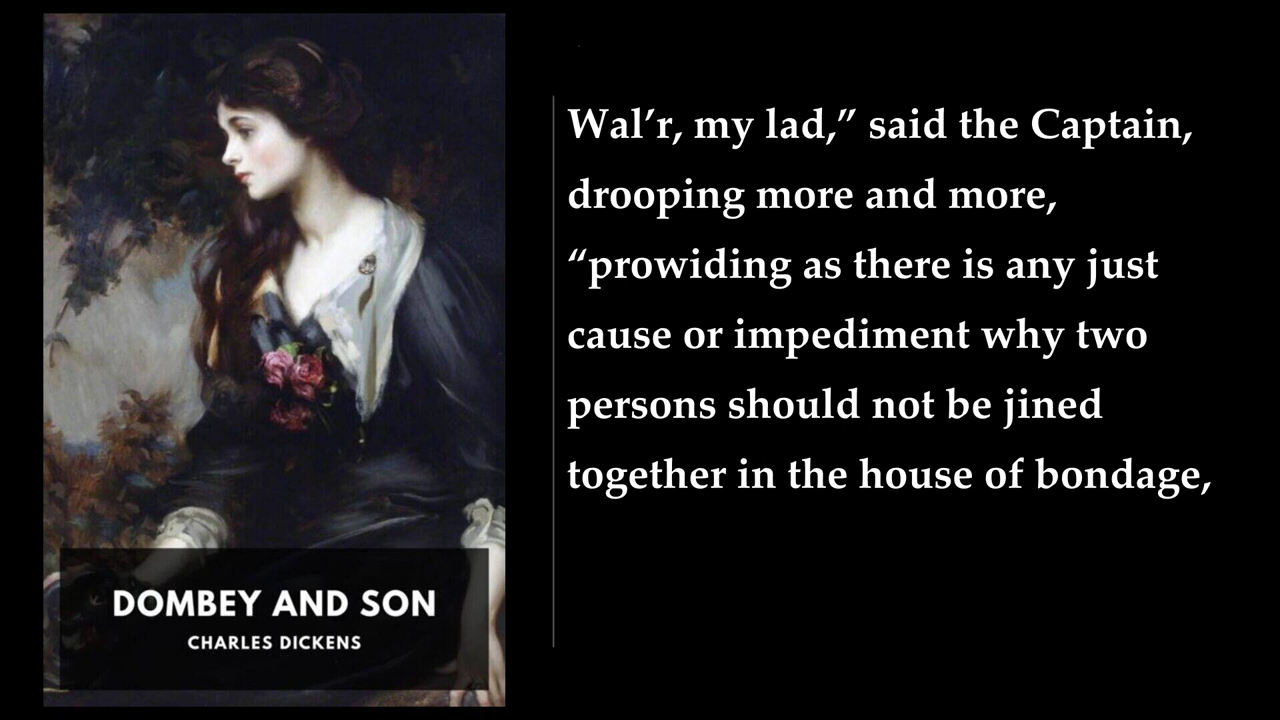 Wal’r, my lad,” said the Captain,
drooping more and more,
“prowiding as there is any just
cause or impediment why two
persons should not be jined
together in the house of bondage,
DOMBEY AND SON
CHARLES DICKENS